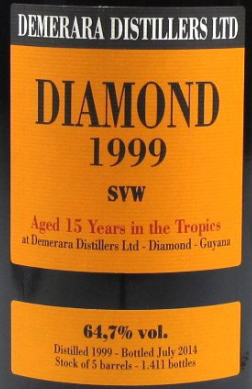 DEMERARA DISTILLERS LTD
DIAMOND
1999
SVW
Aged 15 Years in the Tropics
at Demerara Distillers Ltd - Diamond - Guyana
64,7% vol.
Distilled 1999 - Bottled July 2014
Stock of 5 barrels - 1.411 bottles